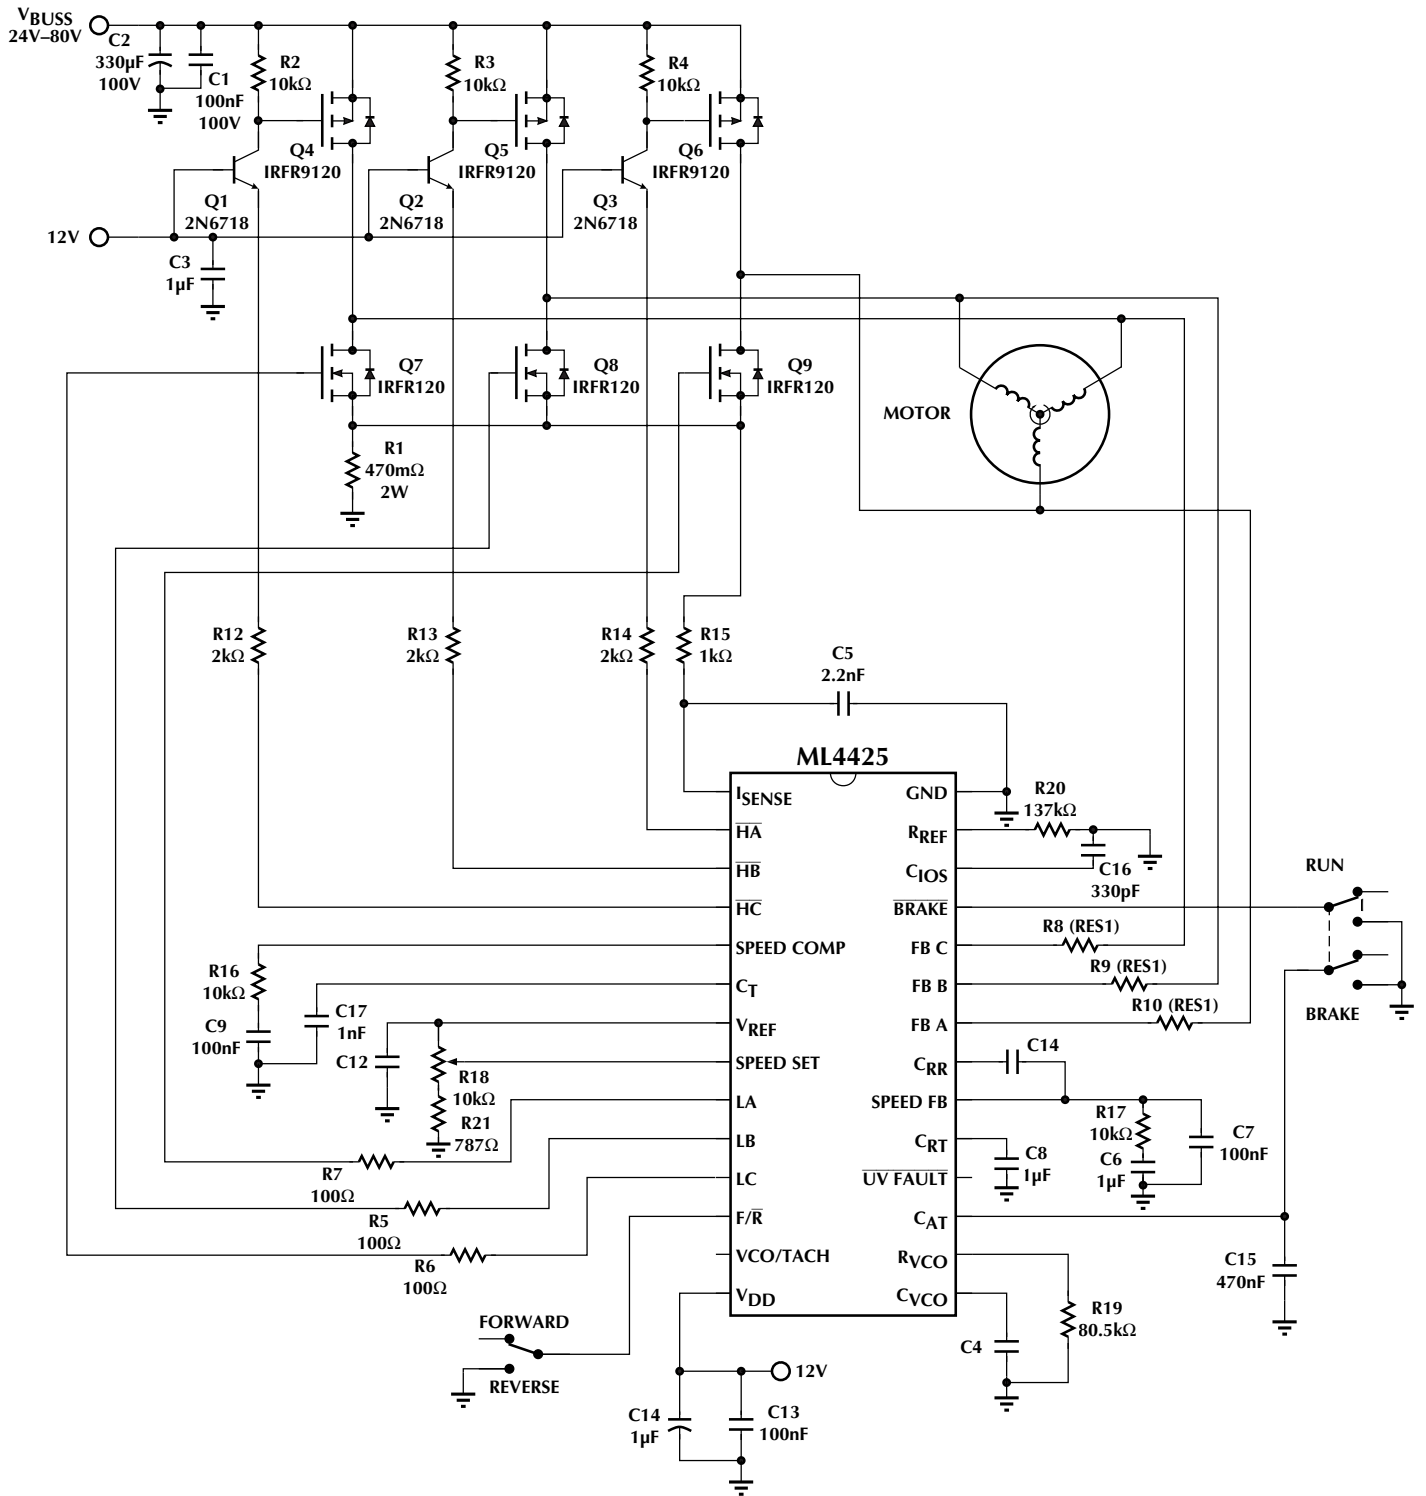 VBUSS
24V–80V
C2
330µF
100V
C1
100nF
100V
R2
10kΩ
R3
10kΩ
R4
10kΩ
Q4
IRFR9120
Q5
IRFR9120
Q6
IRFR9120
Q1
2N6718
Q2
2N6718
Q3
2N6718
12V
C3
1µF
Q7
IRFR120
Q8
IRFR120
Q9
IRFR120
MOTOR
R1
470mΩ
2W
R12
2kΩ
R13
2kΩ
R14
2kΩ
R15
1kΩ
C5
2.2nF
ML4425
ISENSE
HA
HB
HC
SPEED COMP
CT
VREF
SPEED SET
LA
LB
LC
F/R
VCO/TACH
VDD
GND
RREF
CIOS
BRAKE
FB C
FB B
FB A
CRR
SPEED FB
CRT
UV FAULT
CAT
RVCO
CVCO
R20
137kΩ
C16
330pF
RUN
R8 (RES1)
R9 (RES1)
R10 (RES1)
BRAKE
R16
10kΩ
C9
100nF
C17
1nF
C12
R18
10kΩ
R21
787Ω
C14
R17
10kΩ
C6
1µF
C7
100nF
C8
1µF
R7
100Ω
R5
100Ω
R6
100Ω
C15
470nF
R19
80.5kΩ
C4
FORWARD
REVERSE
12V
C14
1µF
C13
100nF